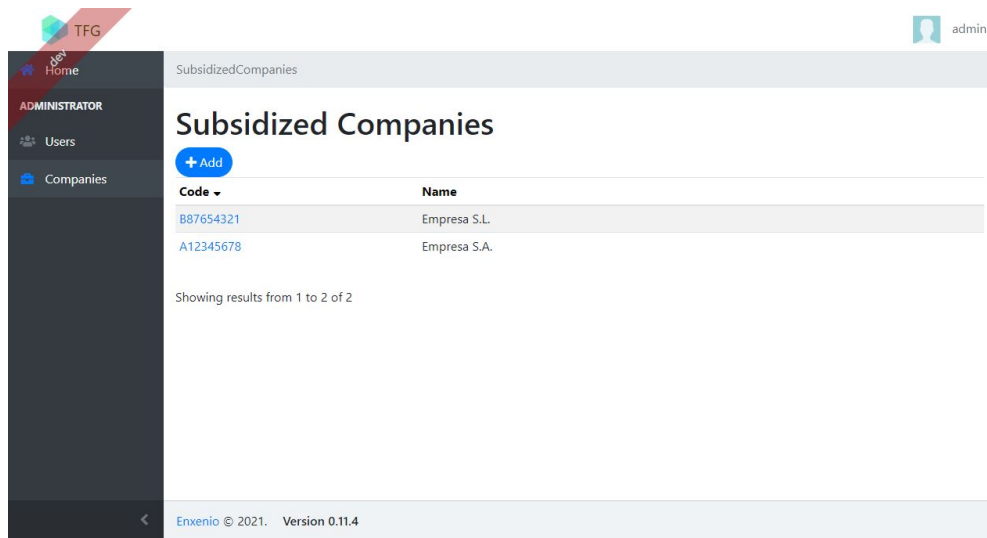 TFG
admin
dev
Home
SubsidizedCompanies
ADMINISTRATOR
Subsidized Companies
Users
Add
Companies
Code Name
B87654321 Empresa S.L.
A12345678 Empresa S.A.
Showing results from 1 to 2 of 2
Enxenio © 2021. Version 0.11.4